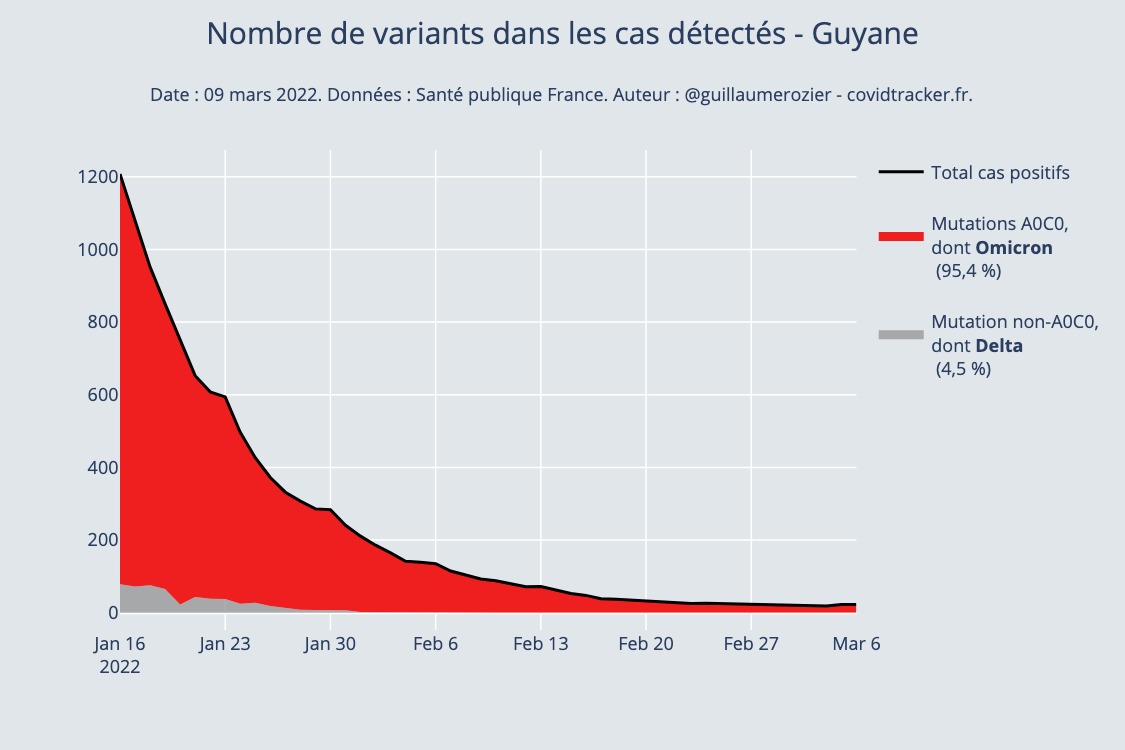 Nombre de variants dans les cas détectés - Guyane
Date : 09 mars 2022. Données : Santé publique France. Auteur : @guillaumerozier - covidtracker.fr.
1200
1000
800
600
400
200
0
Jan 16
2022
Jan 23
Jan 30
Feb 6
Feb 13
Feb 20
Feb 27
Mar 6
Total cas positifs
Mutations A0C0,
dont Omicron
(95,4 %)
Mutation non-A0C0,
dont Delta
(4,5 %)